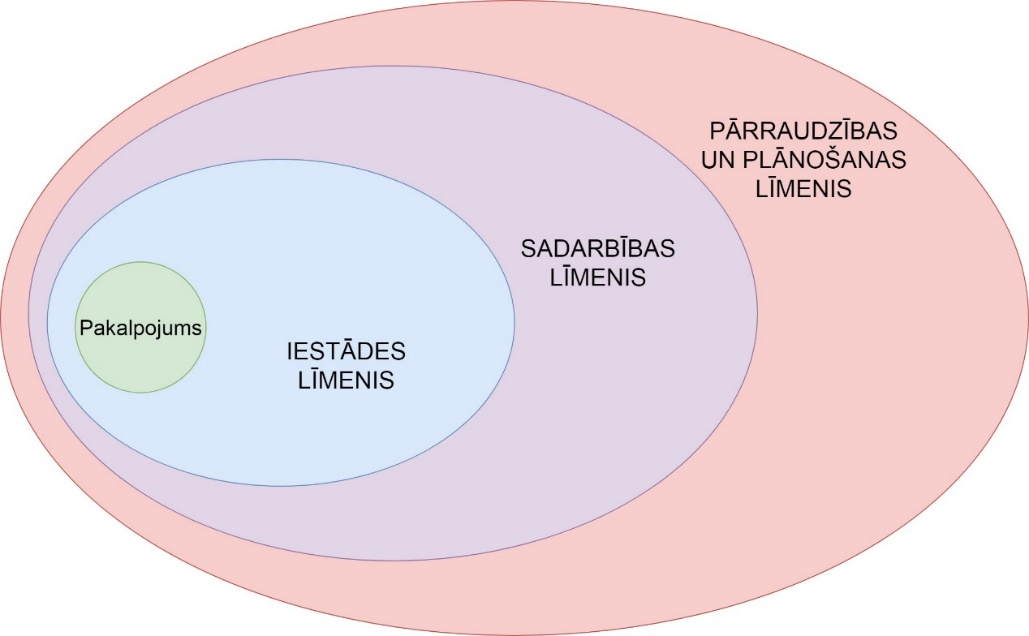 PĀRRAUDZĪBAS
UN PLĀNOŠANAS
LĪMENIS
SADARBĪBAS
LĪMENIS
Pakalpojums
IESTĀDES
LĪMENIS